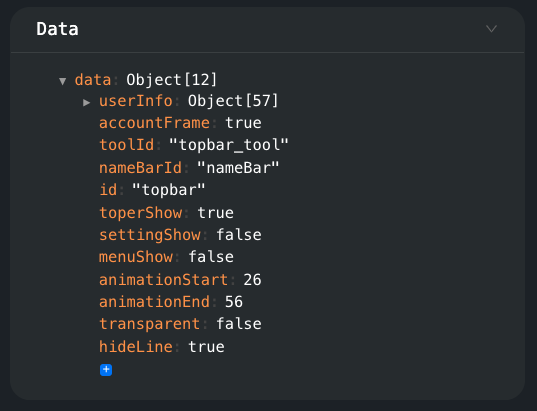 Data
▼ data: Object[12]
▶ userInfo: Object[57]
accountFrame: true
toolId: "topbar_tool"
nameBarId: "nameBar"
id: "topbar"
toperShow: true
settingShow: false
menuShow: false
animationStart: 26
animationEnd: 56
transparent: false
hideLine: true
+